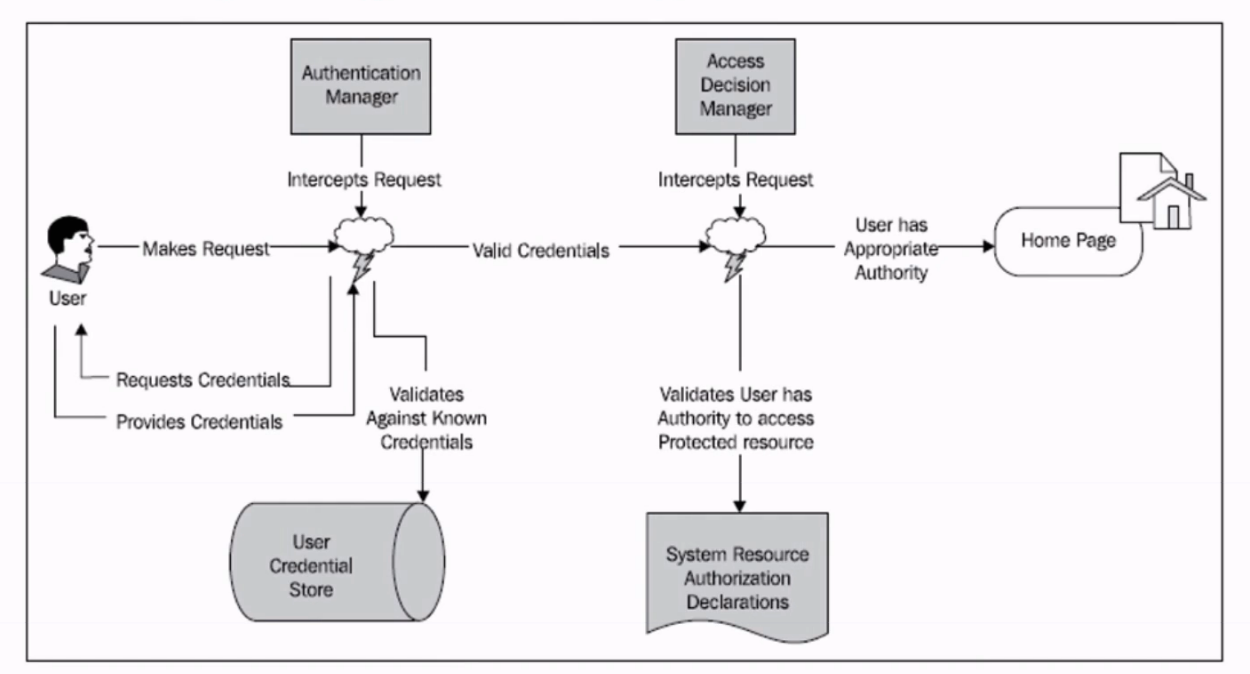 Authentication
Manager
Access
Decision
Manager
Intercepts Request
Intercepts Request
User
Makes Request
Valid Credentials
User has
Appropriate
Authority
Home Page
Requests Credentials
Provides Credentials
Validates
Against Known
Credentials
Validates User has
Authority to access
Protected resource
User
Credential
Store
System Resource
Authorization
Declarations